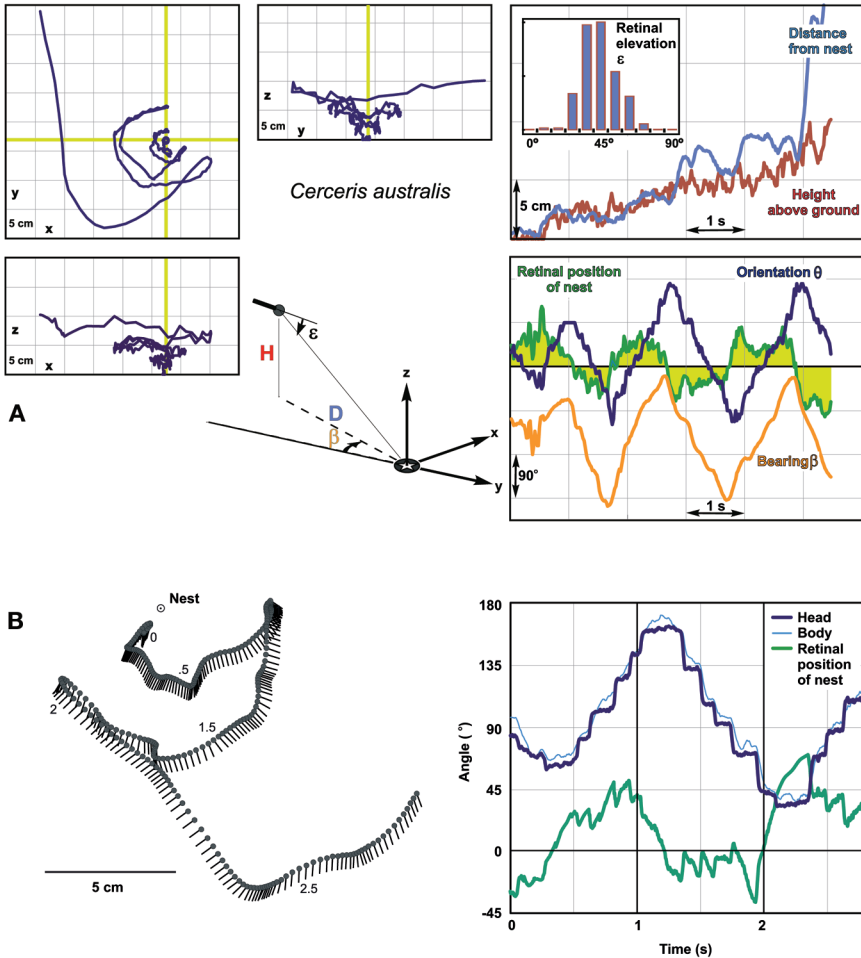 y
5 cm
x
z
5 cm
y
Cerceris australis
z
5 cm
x
A
Retinal
elevation
ε
0°
45°
90°
Distance
from nest
5 cm
1 s
Height
above ground
ε
H
D
β
z
x
y
Retinal position
of nest
Orientation θ
Bearing β
90°
1 s
B
Nest
0
.5
1.5
2
2.5
5 cm
180
135
90
45
0
-45
Angle (°)
Head
Body
Retinal
position
of nest
0
1
2
Time (s)